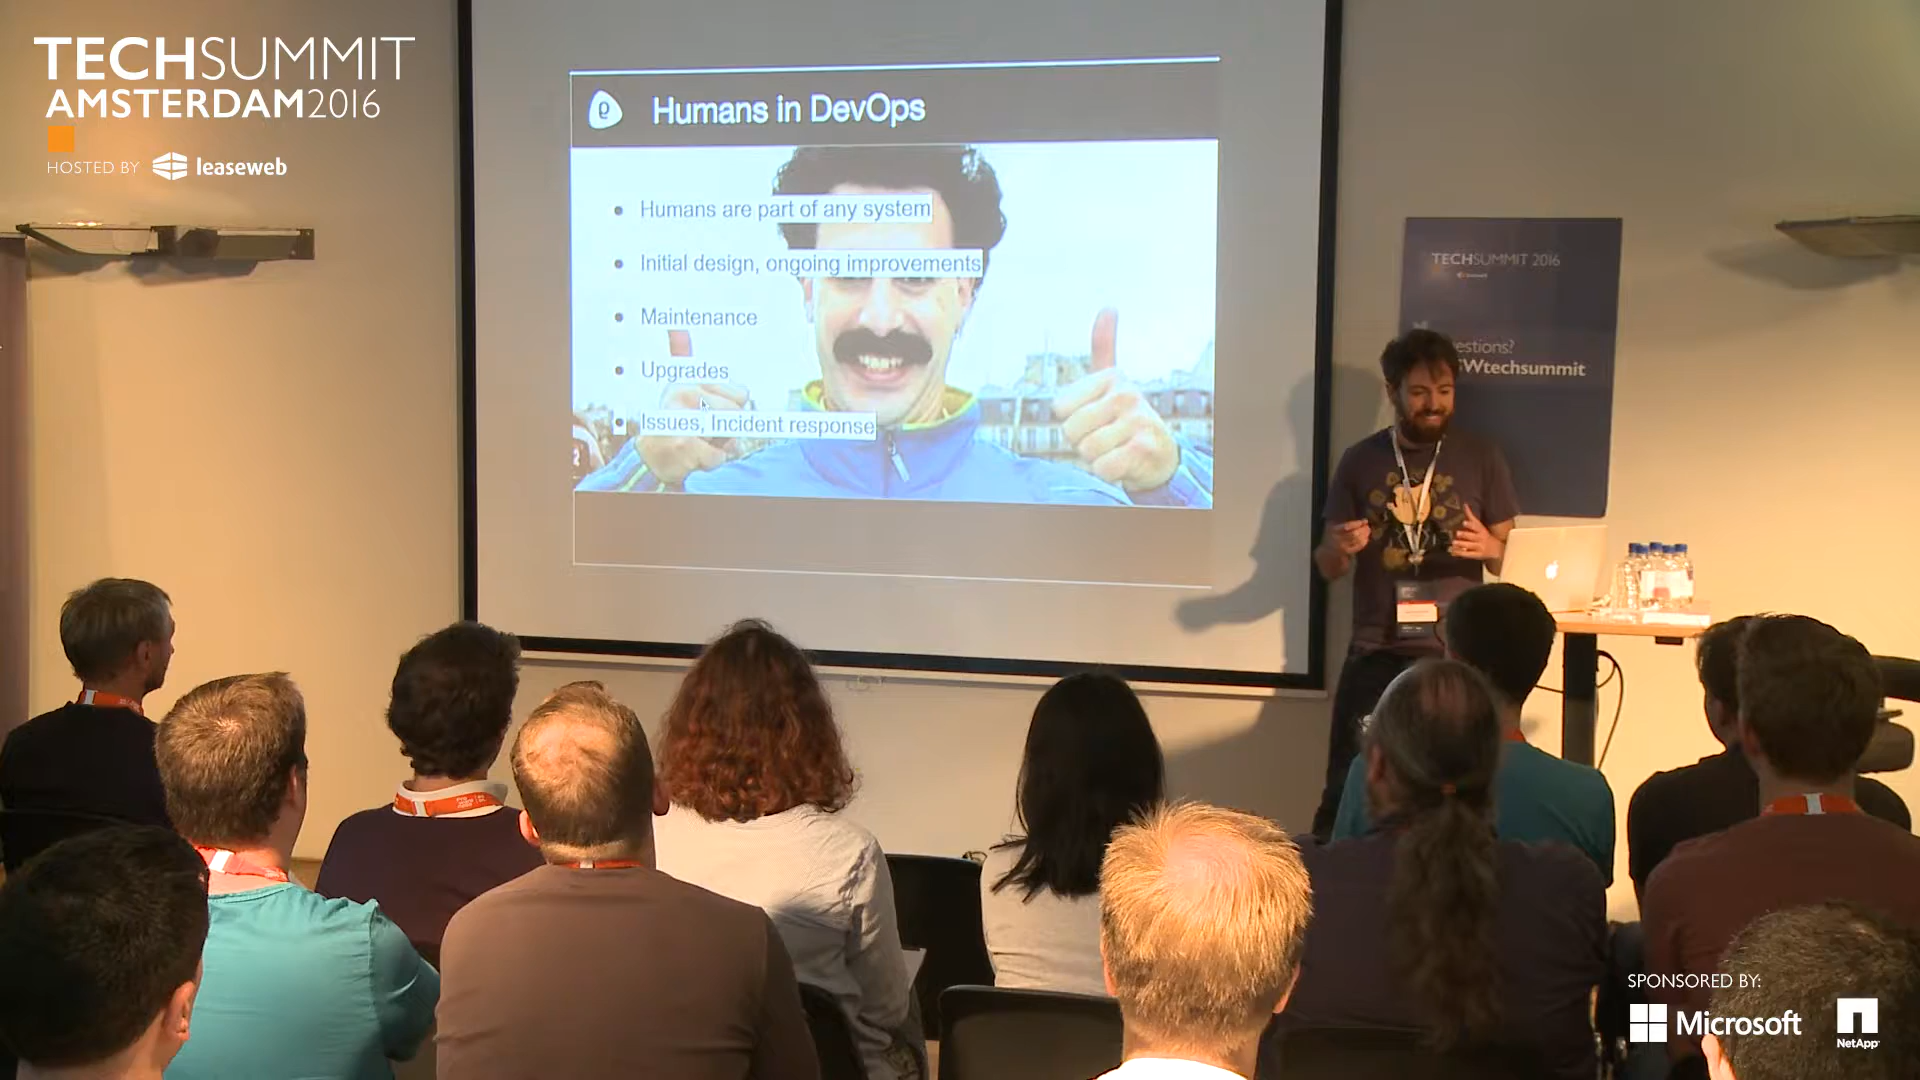 TECHSUMMIT
AMSTERDAM2016
HOSTED BY leaseweb
Humans in DevOps
Humans are part of any system
Initial design, ongoing improvements
Maintenance
Upgrades
Issues, Incident response
TECHSUMMIT 2016
estions?
SWtechsummit
SPONSORED BY:
Microsoft
NetApp